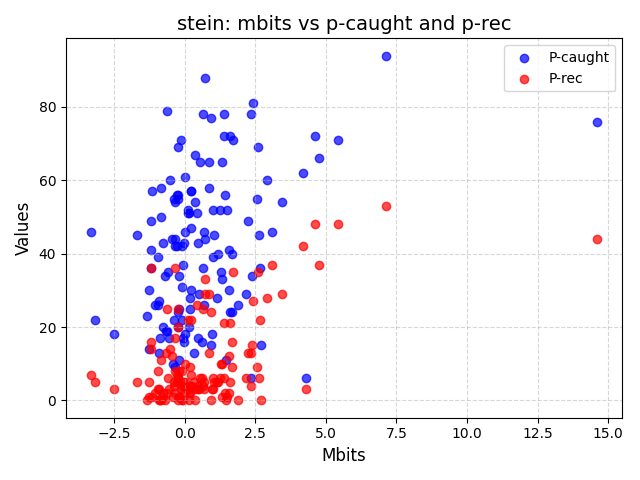 stein: mbits vs p-caught and p-rec
P-caught
P-rec
Values
80
60
40
20
0
−2.5 0.0 2.5 5.0 7.5 10.0 12.5 15.0
Mbits